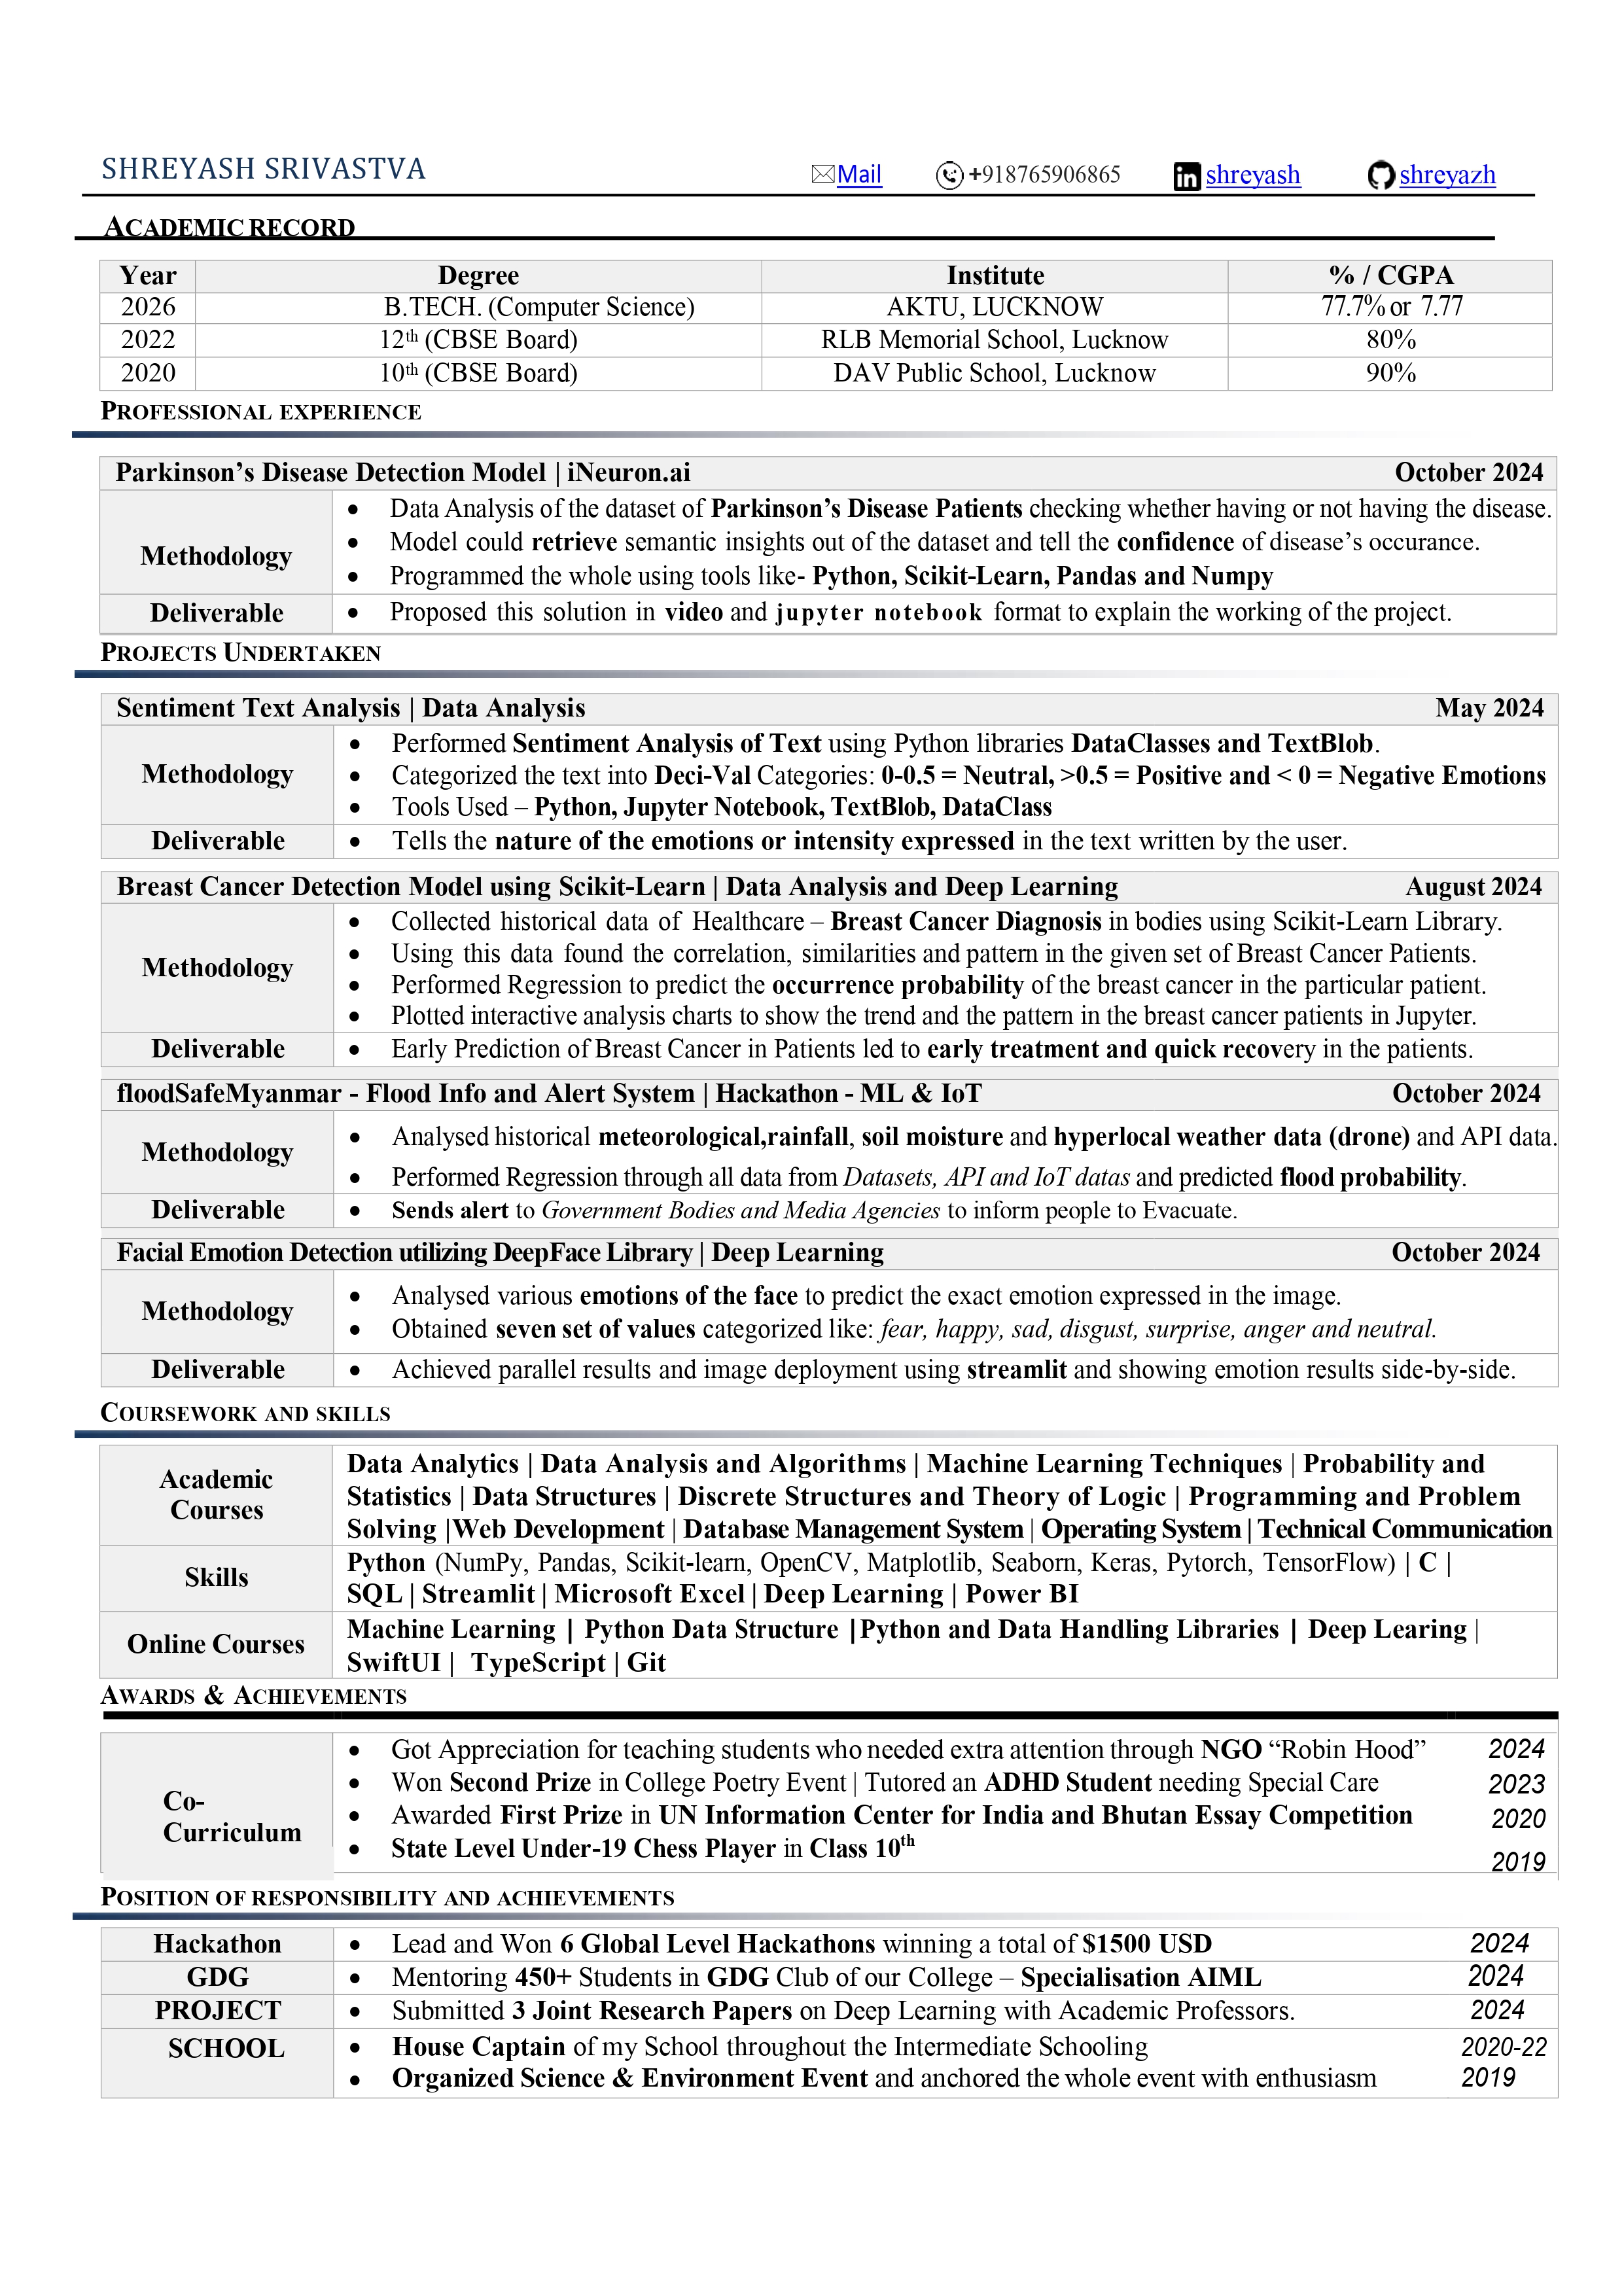 SHREYASH SRIVASTVA Mail +918765906865 in shreyash shreyazh
ACADEMIC RECORD
Year Degree Institute % / CGPA
2026 B.TECH. (Computer Science) AKTU, LUCKNOW 77.7% or 7.77
2022 12th (CBSE Board) RLB Memorial School, Lucknow 80%
2020 10th (CBSE Board) DAV Public School, Lucknow 90%
PROFESSIONAL EXPERIENCE
Parkinson’s Disease Detection Model | iNeuron.ai October 2024
Methodology
• Data Analysis of the dataset of Parkinson’s Disease Patients checking whether having or not having the disease.
• Model could retrieve semantic insights out of the dataset and tell the confidence of disease’s occurance.
• Programmed the whole using tools like- Python, Scikit-Learn, Pandas and Numpy
Deliverable • Proposed this solution in video and jupyter notebook format to explain the working of the project.
PROJECTS UNDERTAKEN
Sentiment Text Analysis | Data Analysis May 2024
Methodology
• Performed Sentiment Analysis of Text using Python libraries DataClasses and TextBlob.
• Categorized the text into Deci-Val Categories: 0-0.5 = Neutral, >0.5 = Positive and < 0 = Negative Emotions
• Tools Used – Python, Jupyter Notebook, TextBlob, DataClass
Deliverable • Tells the nature of the emotions or intensity expressed in the text written by the user.
Breast Cancer Detection Model using Scikit-Learn | Data Analysis and Deep Learning August 2024
Methodology
• Collected historical data of Healthcare – Breast Cancer Diagnosis in bodies using Scikit-Learn Library.
• Using this data found the correlation, similarities and pattern in the given set of Breast Cancer Patients.
• Performed Regression to predict the occurrence probability of the breast cancer in the particular patient.
• Plotted interactive analysis charts to show the trend and the pattern in the breast cancer patients in Jupyter.
Deliverable • Early Prediction of Breast Cancer in Patients led to early treatment and quick recovery in the patients.
floodSafeMyanmar - Flood Info and Alert System | Hackathon - ML & IoT October 2024
Methodology
• Analysed historical meteorological,rainfall, soil moisture and hyperlocal weather data (drone) and API data.
• Performed Regression through all data from Datasets, API and IoT datas and predicted flood probability.
Deliverable • Sends alert to Government Bodies and Media Agencies to inform people to Evacuate.
Facial Emotion Detection utilizing DeepFace Library | Deep Learning October 2024
Methodology
• Analysed various emotions of the face to predict the exact emotion expressed in the image.
• Obtained seven set of values categorized like: fear, happy, sad, disgust, surprise, anger and neutral.
Deliverable • Achieved parallel results and image deployment using streamlit and showing emotion results side-by-side.
COURSEWORK AND SKILLS
Academic
Courses
Data Analytics | Data Analysis and Algorithms | Machine Learning Techniques | Probability and
Statistics | Data Structures | Discrete Structures and Theory of Logic | Programming and Problem
Solving |Web Development | Database Management System | Operating System | Technical Communication
Skills
Python (NumPy, Pandas, Scikit-learn, OpenCV, Matplotlib, Seaborn, Keras, Pytorch, TensorFlow) | C |
SQL | Streamlit | Microsoft Excel | Deep Learning | Power BI
Online Courses
Machine Learning | Python Data Structure |Python and Data Handling Libraries | Deep Learing |
SwiftUI | TypeScript | Git
AWARDS & ACHIEVEMENTS
Co-
Curriculum
• Got Appreciation for teaching students who needed extra attention through NGO “Robin Hood” 2024
• Won Second Prize in College Poetry Event | Tutored an ADHD Student needing Special Care 2023
• Awarded First Prize in UN Information Center for India and Bhutan Essay Competition 2020
• State Level Under-19 Chess Player in Class 10th 2019
POSITION OF RESPONSIBILITY AND ACHIEVEMENTS
Hackathon • Lead and Won 6 Global Level Hackathons winning a total of $1500 USD 2024
GDG • Mentoring 450+ Students in GDG Club of our College – Specialisation AIML 2024
PROJECT • Submitted 3 Joint Research Papers on Deep Learning with Academic Professors. 2024
SCHOOL • House Captain of my School throughout the Intermediate Schooling 2020-22
• Organized Science & Environment Event and anchored the whole event with enthusiasm 2019